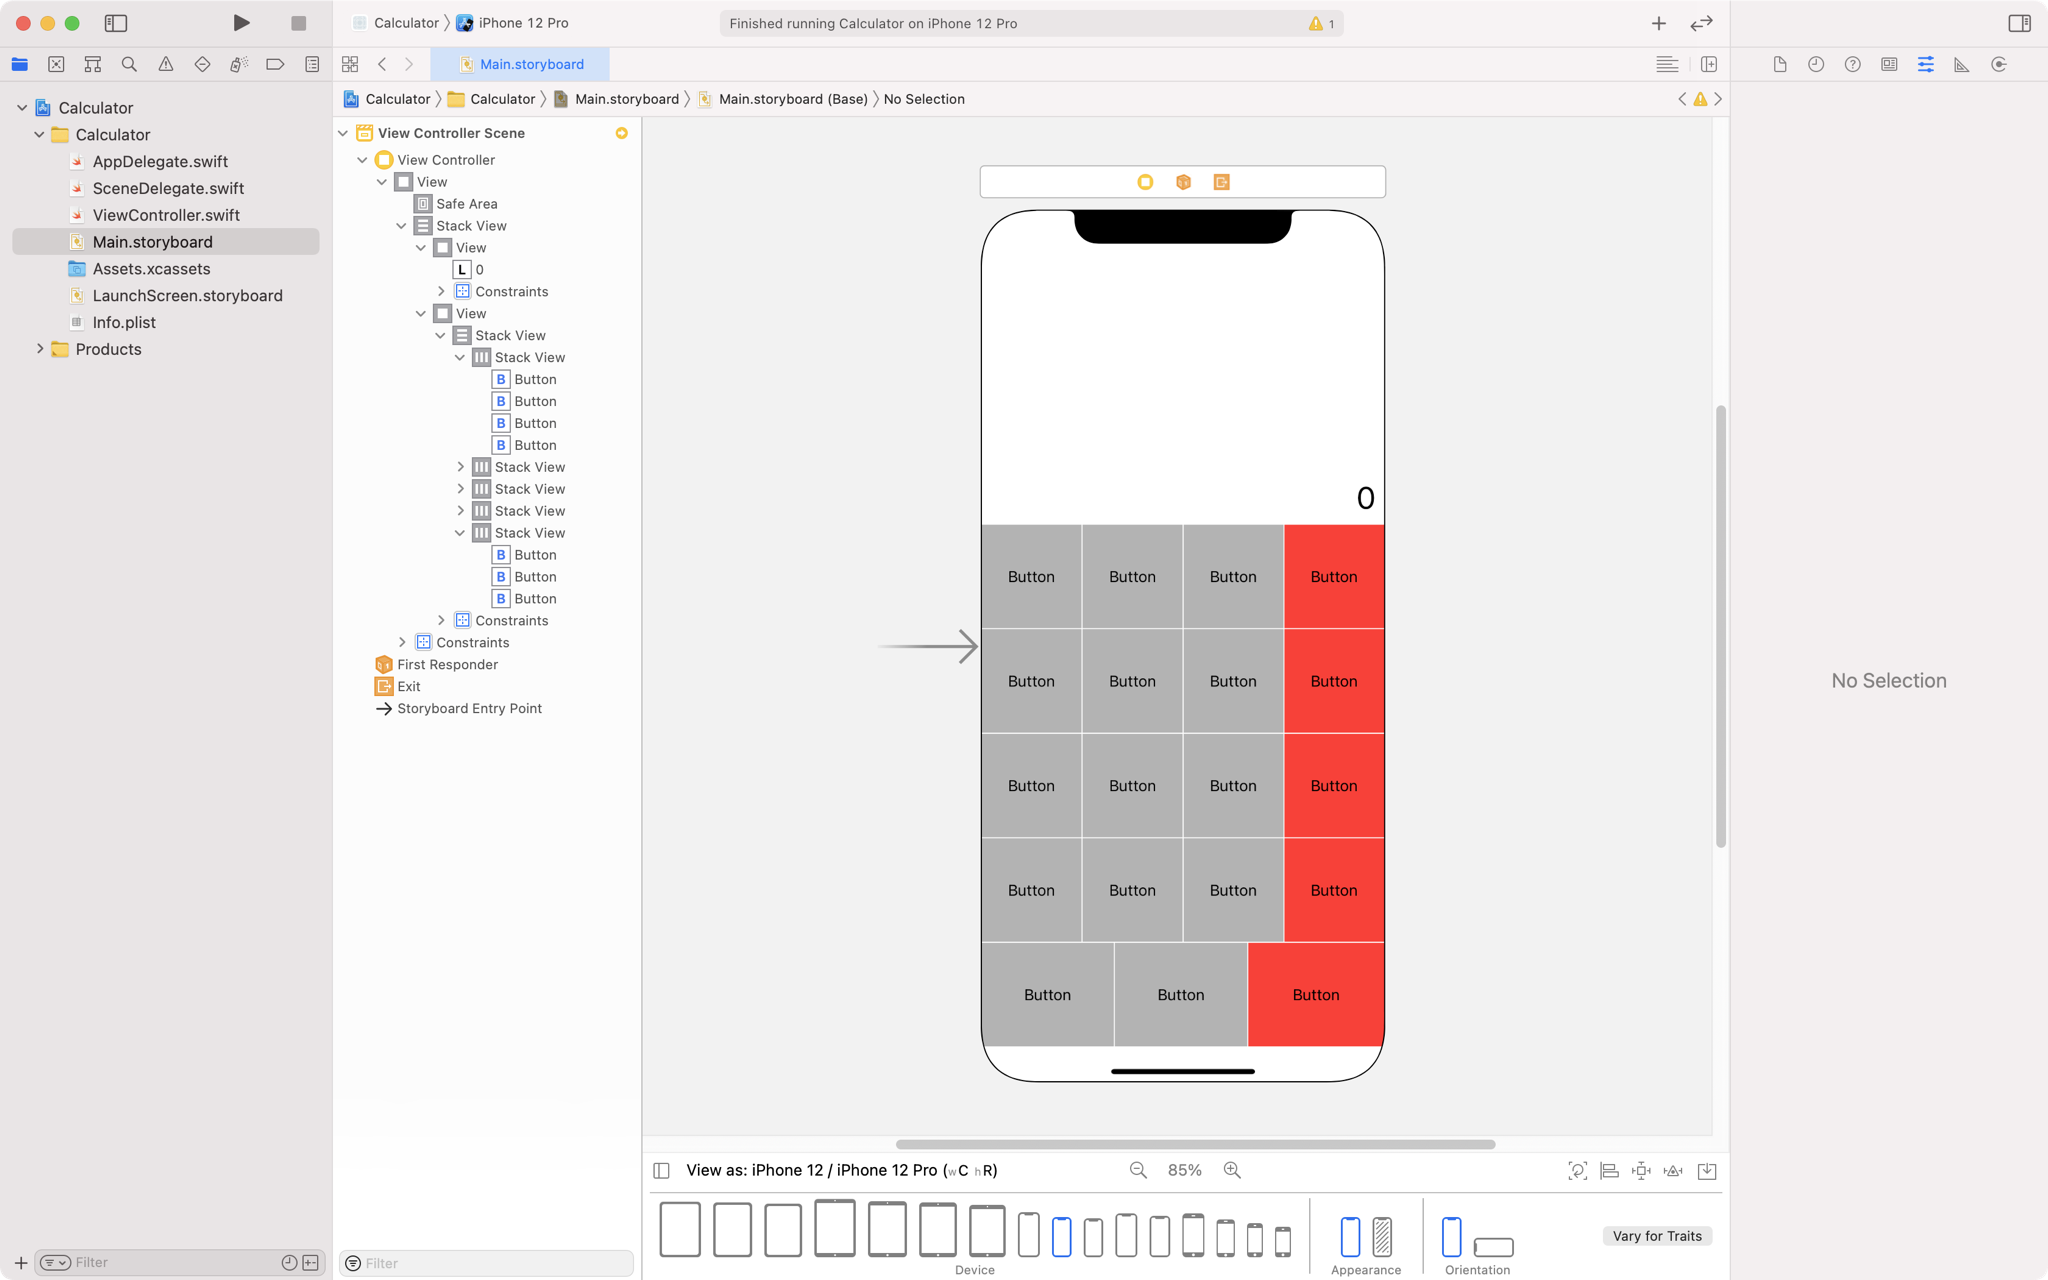 Calculator
iPhone 12 Pro
Finished running Calculator on iPhone 12 Pro
1
Main.storyboard
Calculator
Calculator
Main.storyboard
Main.storyboard (Base)
No Selection
Calculator
Calculator
AppDelegate.swift
SceneDelegate.swift
ViewController.swift
Main.storyboard
Assets.xcassets
LaunchScreen.storyboard
Info.plist
Products
Filter
View Controller Scene
View Controller
View
Safe Area
Stack View
View
L 0
Constraints
View
Stack View
Stack View
B Button
B Button
B Button
B Button
Stack View
Stack View
Stack View
Stack View
B Button
B Button
B Button
Constraints
Constraints
First Responder
Exit
Storyboard Entry Point
Filter
0
Button Button Button Button
Button Button Button Button
Button Button Button Button
Button Button Button Button
Button Button Button
View as: iPhone 12 / iPhone 12 Pro (wC hR)
85%
Device
Appearance
Orientation
Vary for Traits
No Selection